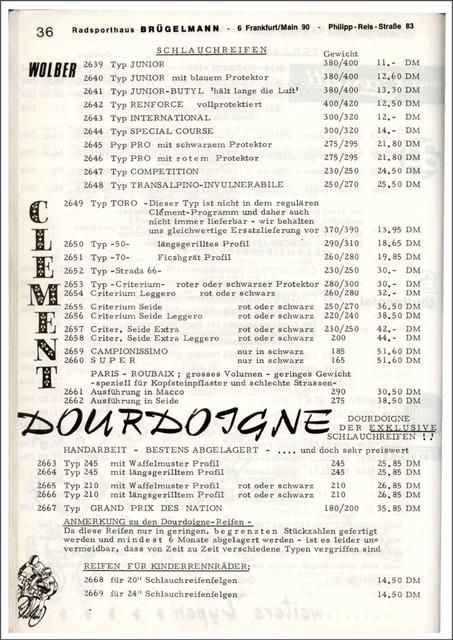 36 Radsporthaus BRÜGELMANN - 6 Frankfurt/Main 90 - Philipp-Reis-Straße 83
SCHLAUCHREIFEN Gewicht
WOLBER
2639 Typ JUNIOR 380/400 11.- DM
2640 Typ JUNIOR mit blauem Protektor 380/400 12,60 DM
2641 Typ JUNIOR-BUTYL 'hält lange die Luft' 380/400 13,30 DM
2642 Typ RENFORCE vollprotektiert 400/420 12,50 DM
2643 Typ INTERNATIONAL 300/320 12,- DM
2644 Typ SPECIAL COURSE 300/320 14,- DM
2645 Typ PRO mit schwarzem Protektor 275/295 21,80 DM
2646 Typ PRO mit rotem Protektor 275/295 21,80 DM
2647 Typ COMPETITION 230/250 24,50 DM
2648 Typ TRANSALPINO-INVULNERABILE 250/270 25,50 DM
CLEMENT
2649 Typ TORO -Dieser Typ ist nicht in dem regulären
Clément-Programm und daher auch
nicht immer lieferbar - wir behalten
uns gleichwertige Ersatzlieferung vor 370/390 13,95 DM
2650 Typ -50- längsgerilltes Profil 290/310 18,65 DM
2651 Typ -70- Ficshgrät Profil 260/280 19,85 DM
2652 Typ -Strada 66- 230/250 30,- DM
2653 Typ -Criterium- roter oder schwarzer Protektor 280/300 30,- DM
2654 Criterium Leggero rot oder schwarz 260/280 32,- DM
2655 Criterium Seide rot oder schwarz 250/270 36,50 DM
2656 Criterium Seide Leggero rot oder schwarz 220/240 38,50 DM
2657 Criter. Seide Extra rot oder schwarz 230/250 42,- DM
2658 Criter. Seide Extra Leggero rot oder schwarz 200 44,- DM
2659 CAMPIONISSIMO nur in schwarz 185 51,60 DM
2660 SUPER nur in schwarz 165 51,60 DM
PARIS - ROUBAIX ; grosses Volumen - geringes Gewicht
-speziell für Kopfsteinpflaster und schlechte Strassen-
2661 Ausführung in Macco 290 30,50 DM
2662 Ausführung in Seide 275 38,50 DM
DOURDOIGNE
DOURDOIGNE
DER EXKLUSIVE
SCHLAUCHREIFEN !!
HANDARBEIT - BESTENS ABGELAGERT - .... und doch sehr preiswert
2663 Typ 245 mit Waffelmuster Profil 245 25,85 DM
2664 Typ 245 mit längsgerilltem Profil 245 25,85 DM
2665 Typ 210 mit Waffelmuster Profil rot oder schwarz 210 26,85 DM
2666 Typ 210 mit längsgerilltem Profil rot oder schwarz 210 26,85 DM
2667 Typ GRAND PRIX DES NATION 180/200 35,85 DM
ANMERKUNG zu den Dourdoigne-Reifen -
Da diese Reifen nur in geringen, begrenzten Stückzahlen gefertigt
werden und mindest 6 Monate abgelagert werden - ist es leider un-
vermeidbar, dass von Zeit zu Zeit verschiedene Typen vergriffen sind
REIFEN FÜR KINDERRENNRÄDER;
2668 für 20" Schlauchreifenfelgen 14,50 DM
2669 für 24" Schlauchreifenfelgen 14,50 DM
.....weitere Typen